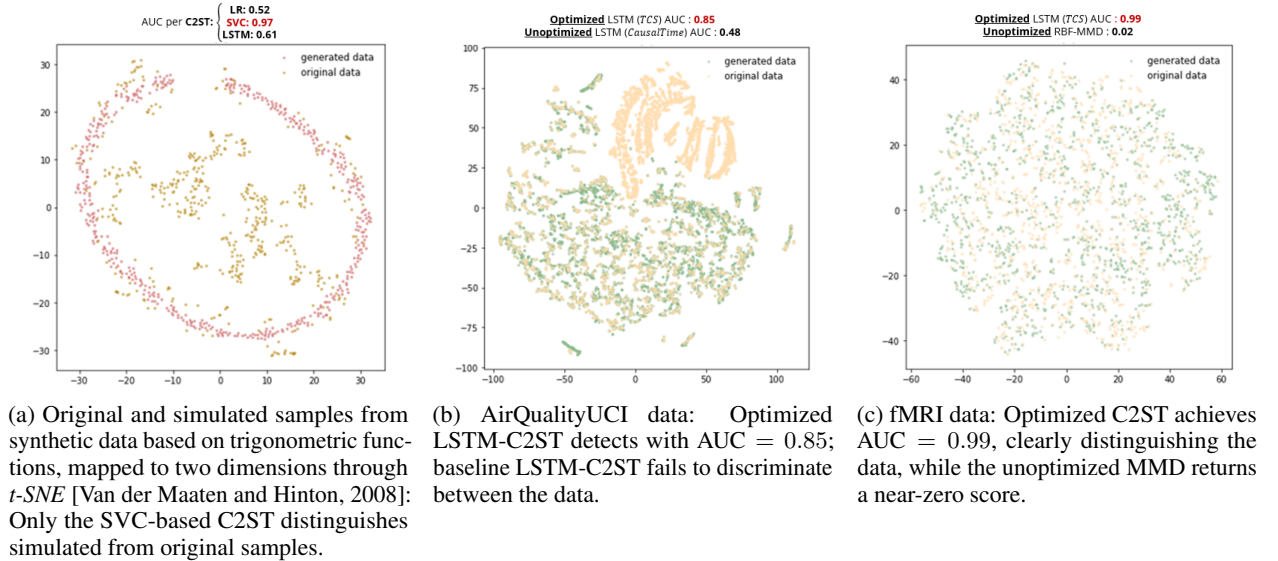 AUC per C2ST:
LR: 0.52
SVC: 0.97
LSTM: 0.61
generated data
original data
30
20
10
0
−10
−20
−30
−30 −20 −10 0 10 20 30
(a) Original and simulated samples from
synthetic data based on trigonometric func-
tions, mapped to two dimensions through
t-SNE [Van der Maaten and Hinton, 2008]:
Only the SVC-based C2ST distinguishes
simulated from original samples.
Optimized LSTM (TCS) AUC : 0.85
Unoptimized LSTM (CausalTime) AUC : 0.48
generated data
original data
100
75
50
25
0
−25
−50
−75
−100
−100 −50 0 50 100
(b) AirQualityUCI data: Optimized
LSTM-C2ST detects with AUC = 0.85;
baseline LSTM-C2ST fails to discriminate
between the data.
Optimized LSTM (TCS) AUC : 0.99
Unoptimized RBF-MMD : 0.02
generated data
original data
40
20
0
−20
−40
−60 −40 −20 0 20 40 60
(c) fMRI data: Optimized C2ST achieves
AUC = 0.99, clearly distinguishing the
data, while the unoptimized MMD returns
a near-zero score.